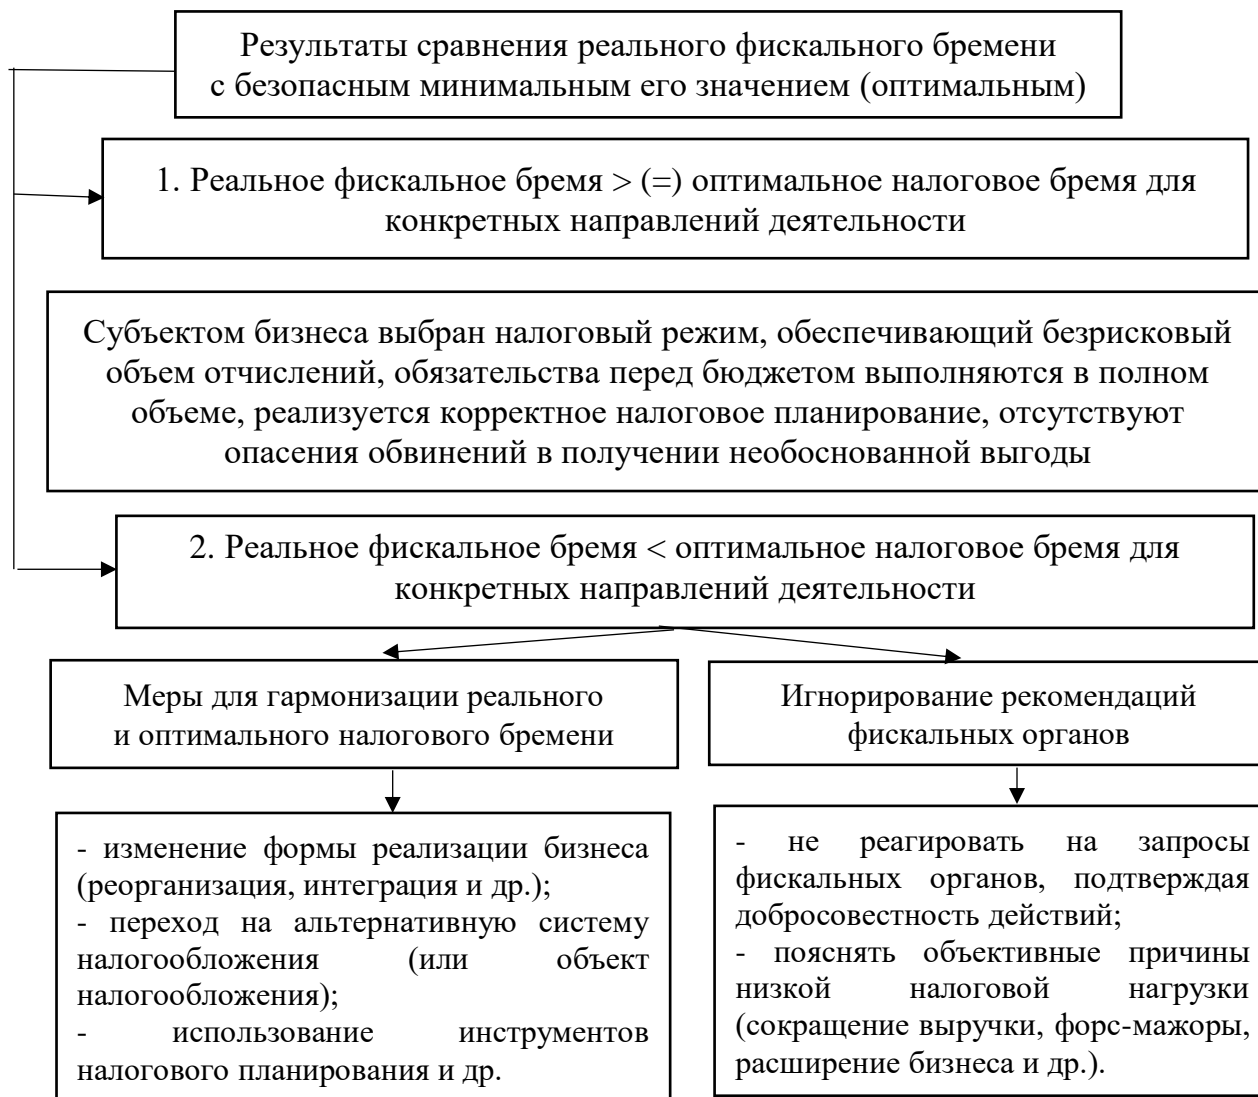 Результаты сравнения реального фискального бремени
с безопасным минимальным его значением (оптимальным)
1. Реальное фискальное бремя > (=) оптимальное налоговое бремя для
конкретных направлений деятельности
Субъектом бизнеса выбран налоговый режим, обеспечивающий безрисковый
объем отчислений, обязательства перед бюджетом выполняются в полном
объеме, реализуется корректное налоговое планирование, отсутствуют
опасения обвинений в получении необоснованной выгоды
2. Реальное фискальное бремя < оптимальное налоговое бремя для
конкретных направлений деятельности
Меры для гармонизации реального
и оптимального налогового бремени
- изменение формы реализации бизнеса
(реорганизация, интеграция и др.);
- переход на альтернативную систему
налогообложения (или объект
налогообложения);
- использование инструментов
налогового планирования и др.
Игнорирование рекомендаций
фискальных органов
- не реагировать на запросы
фискальных органов, подтверждая
добросовестность действий;
- пояснять объективные причины
низкой налоговой нагрузки
(сокращение выручки, форс-мажоры,
расширение бизнеса и др.).